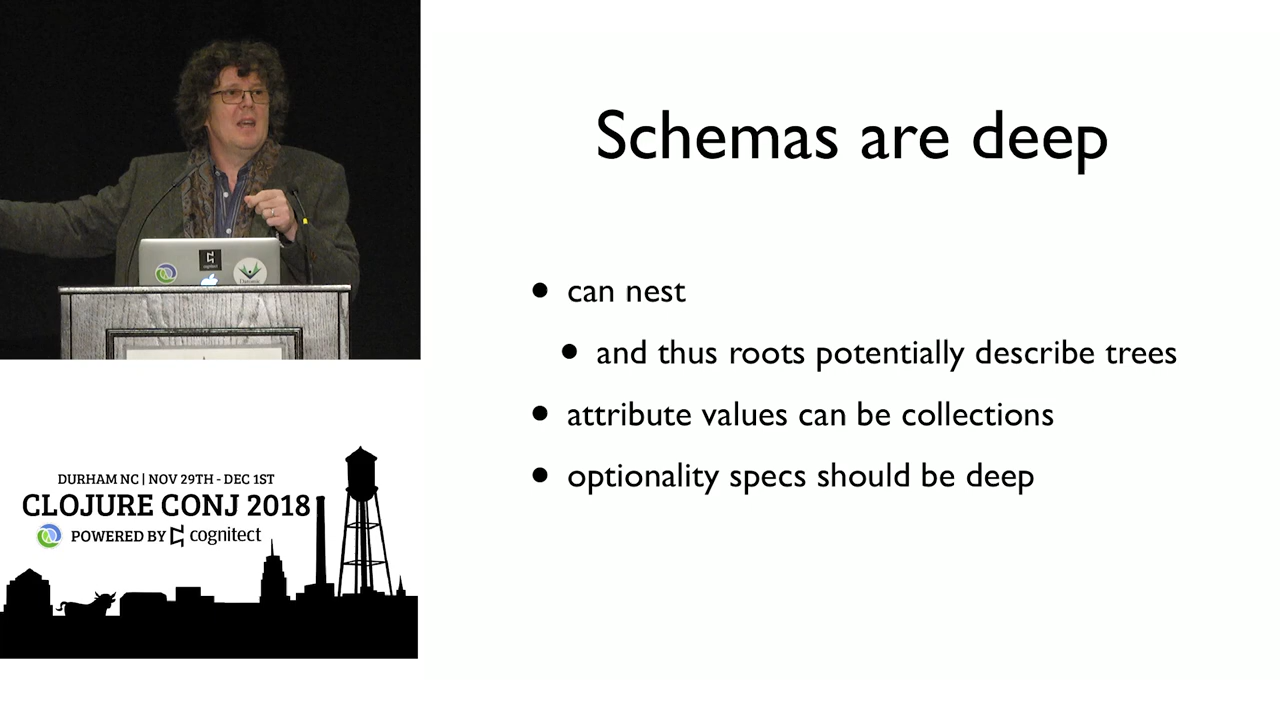 Schemas are deep
• can nest
• and thus roots potentially describe trees
• attribute values can be collections
• optionality specs should be deep
cognitect
DURHAM NC | NOV 29TH - DEC 1ST
CLOJURE CONJ 2018
POWERED BY cognitect